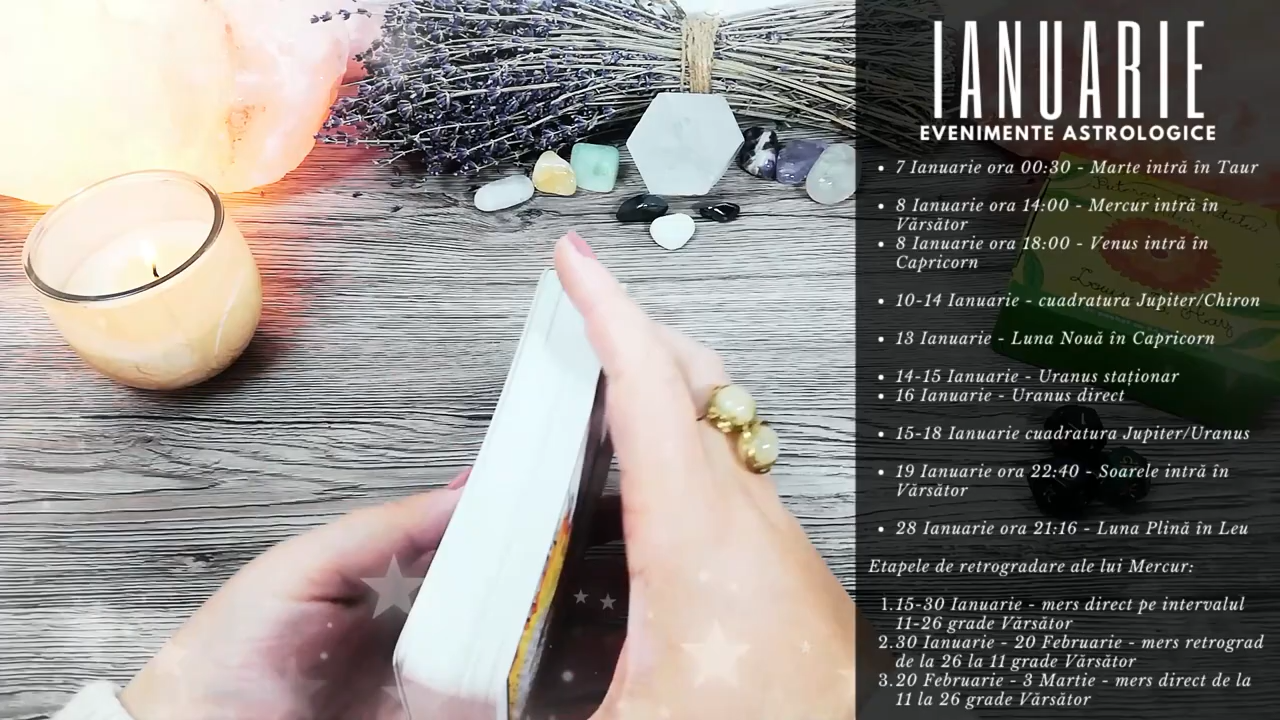 IANUARIE
EVENIMENTE ASTROLOGICE
• 7 Ianuarie ora 00:30 - Marte intră în Taur
• 8 Ianuarie ora 14:00 - Mercur intră în
Vărsător
• 8 Ianuarie ora 18:00 - Venus intră în
Capricorn
• 10-14 Ianuarie - cuadratura Jupiter/Chiron
• 13 Ianuarie - Luna Nouă în Capricorn
• 14-15 Ianuarie - Uranus staționar
• 16 Ianuarie - Uranus direct
• 15-18 Ianuarie cuadratura Jupiter/Uranus
• 19 Ianuarie ora 22:40 - Soarele intră în
Vărsător
• 28 Ianuarie ora 21:16 - Luna Plină în Leu
Etapele de retrogradare ale lui Mercur:
1. 15-30 Ianuarie - mers direct pe intervalul
11-26 grade Vărsător
2. 30 Ianuarie - 20 Februarie - mers retrograd
de la 26 la 11 grade Vărsător
3. 20 Februarie - 3 Martie - mers direct de la
11 la 26 grade Vărsător